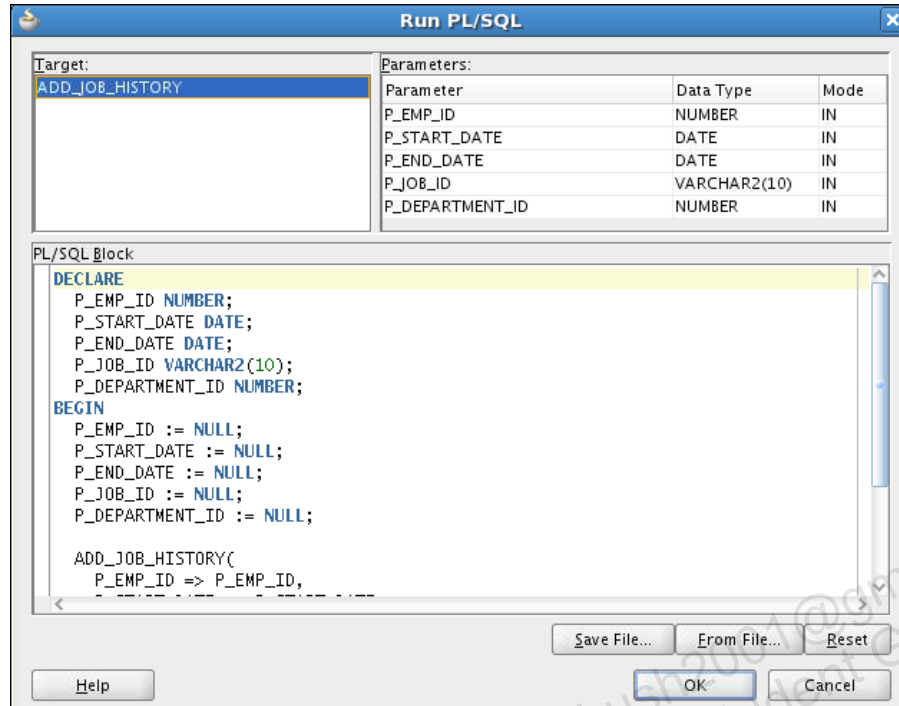 Run PL/SQL
Target:
ADD_JOB_HISTORY
Parameters:
Parameter Data Type Mode
P_EMP_ID NUMBER IN
P_START_DATE DATE IN
P_END_DATE DATE IN
P_JOB_ID VARCHAR2(10) IN
P_DEPARTMENT_ID NUMBER IN
PL/SQL Block
DECLARE
P_EMP_ID NUMBER;
P_START_DATE DATE;
P_END_DATE DATE;
P_JOB_ID VARCHAR2(10);
P_DEPARTMENT_ID NUMBER;
BEGIN
P_EMP_ID := NULL;
P_START_DATE := NULL;
P_END_DATE := NULL;
P_JOB_ID := NULL;
P_DEPARTMENT_ID := NULL;
ADD_JOB_HISTORY(
P_EMP_ID => P_EMP_ID,
Save File... From File... Reset
Help OK Cancel